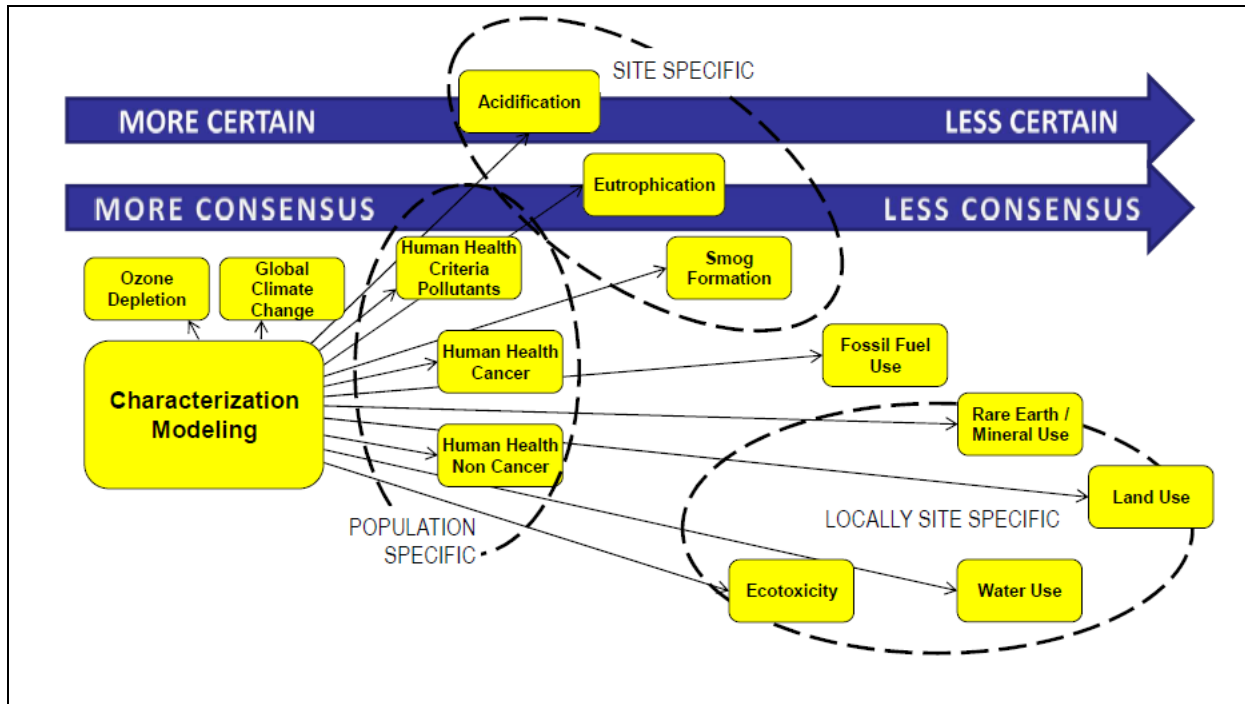 SITE SPECIFIC
Acidification
MORE CERTAIN
LESS CERTAIN
Eutrophication
MORE CONSENSUS
LESS CONSENSUS
Ozone
Depletion
Global
Climate
Change
Human Health
Criteria
Pollutants
Smog
Formation
Characterization
Modeling
Human Health
Cancer
Fossil Fuel
Use
Human Health
Non Cancer
Rare Earth /
Mineral Use
Land Use
POPULATION
SPECIFIC
LOCALLY SITE SPECIFIC
Ecotoxicity
Water Use